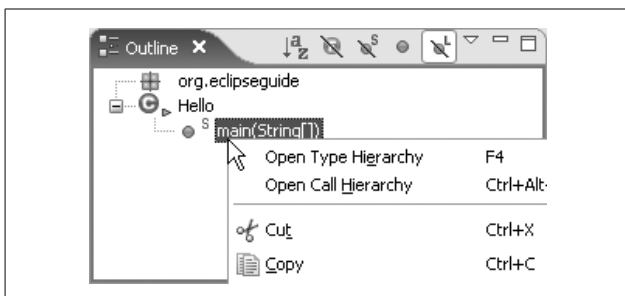 Outline
org.eclipseguide
Hello
S main(String[])
Open Type Hierarchy F4
Open Call Hierarchy Ctrl+Alt-
Cut Ctrl+X
Copy Ctrl+C